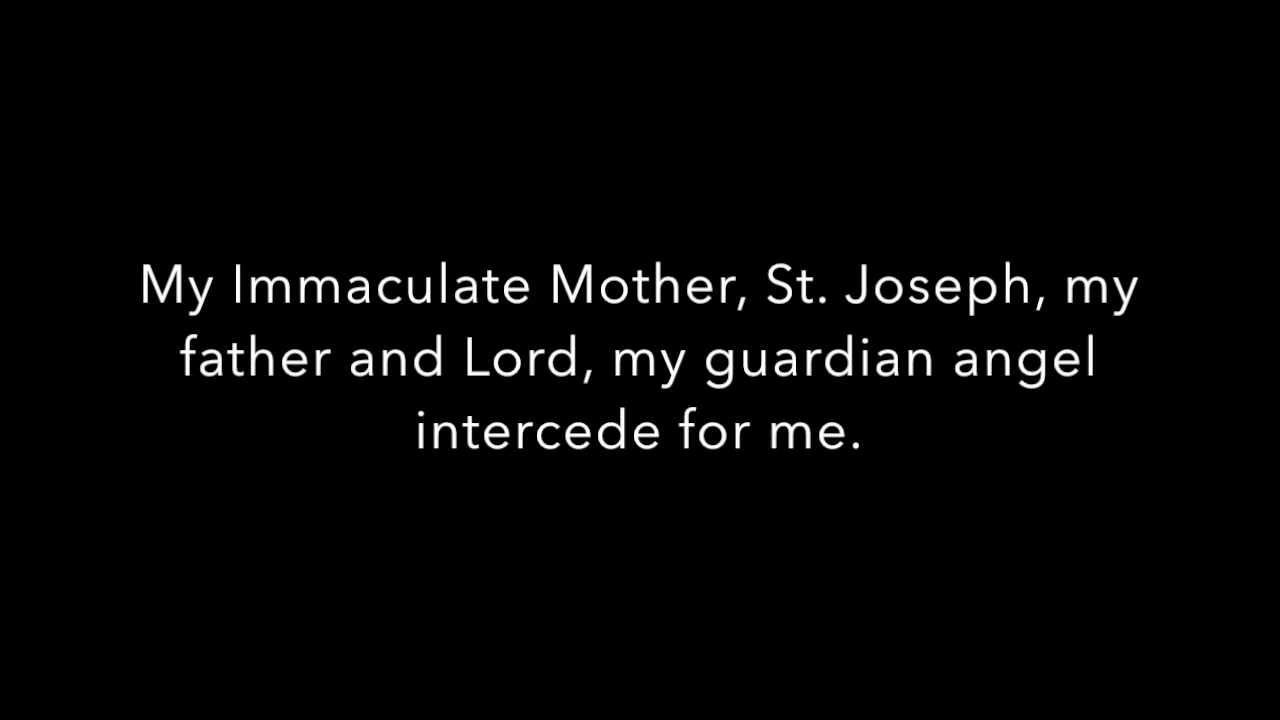 My Immaculate Mother, St. Joseph, my
father and Lord, my guardian angel
intercede for me.